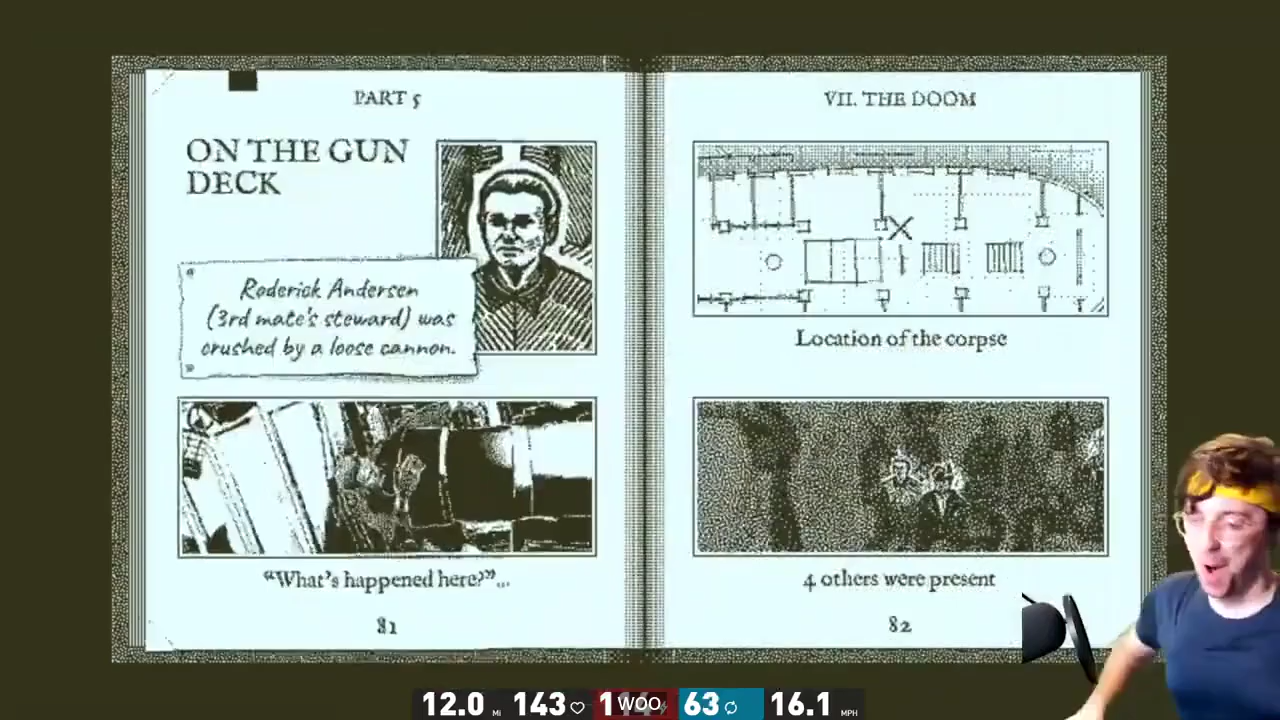 PART 5
ON THE GUN
DECK
Roderick Andersen
(3rd mate's steward) was
crushed by a loose cannon.
"What's happened here?"...
81
VII. THE DOOM
Location of the corpse
4 others were present
82
12.0 MI
143
WOO
63
16.1 MPH